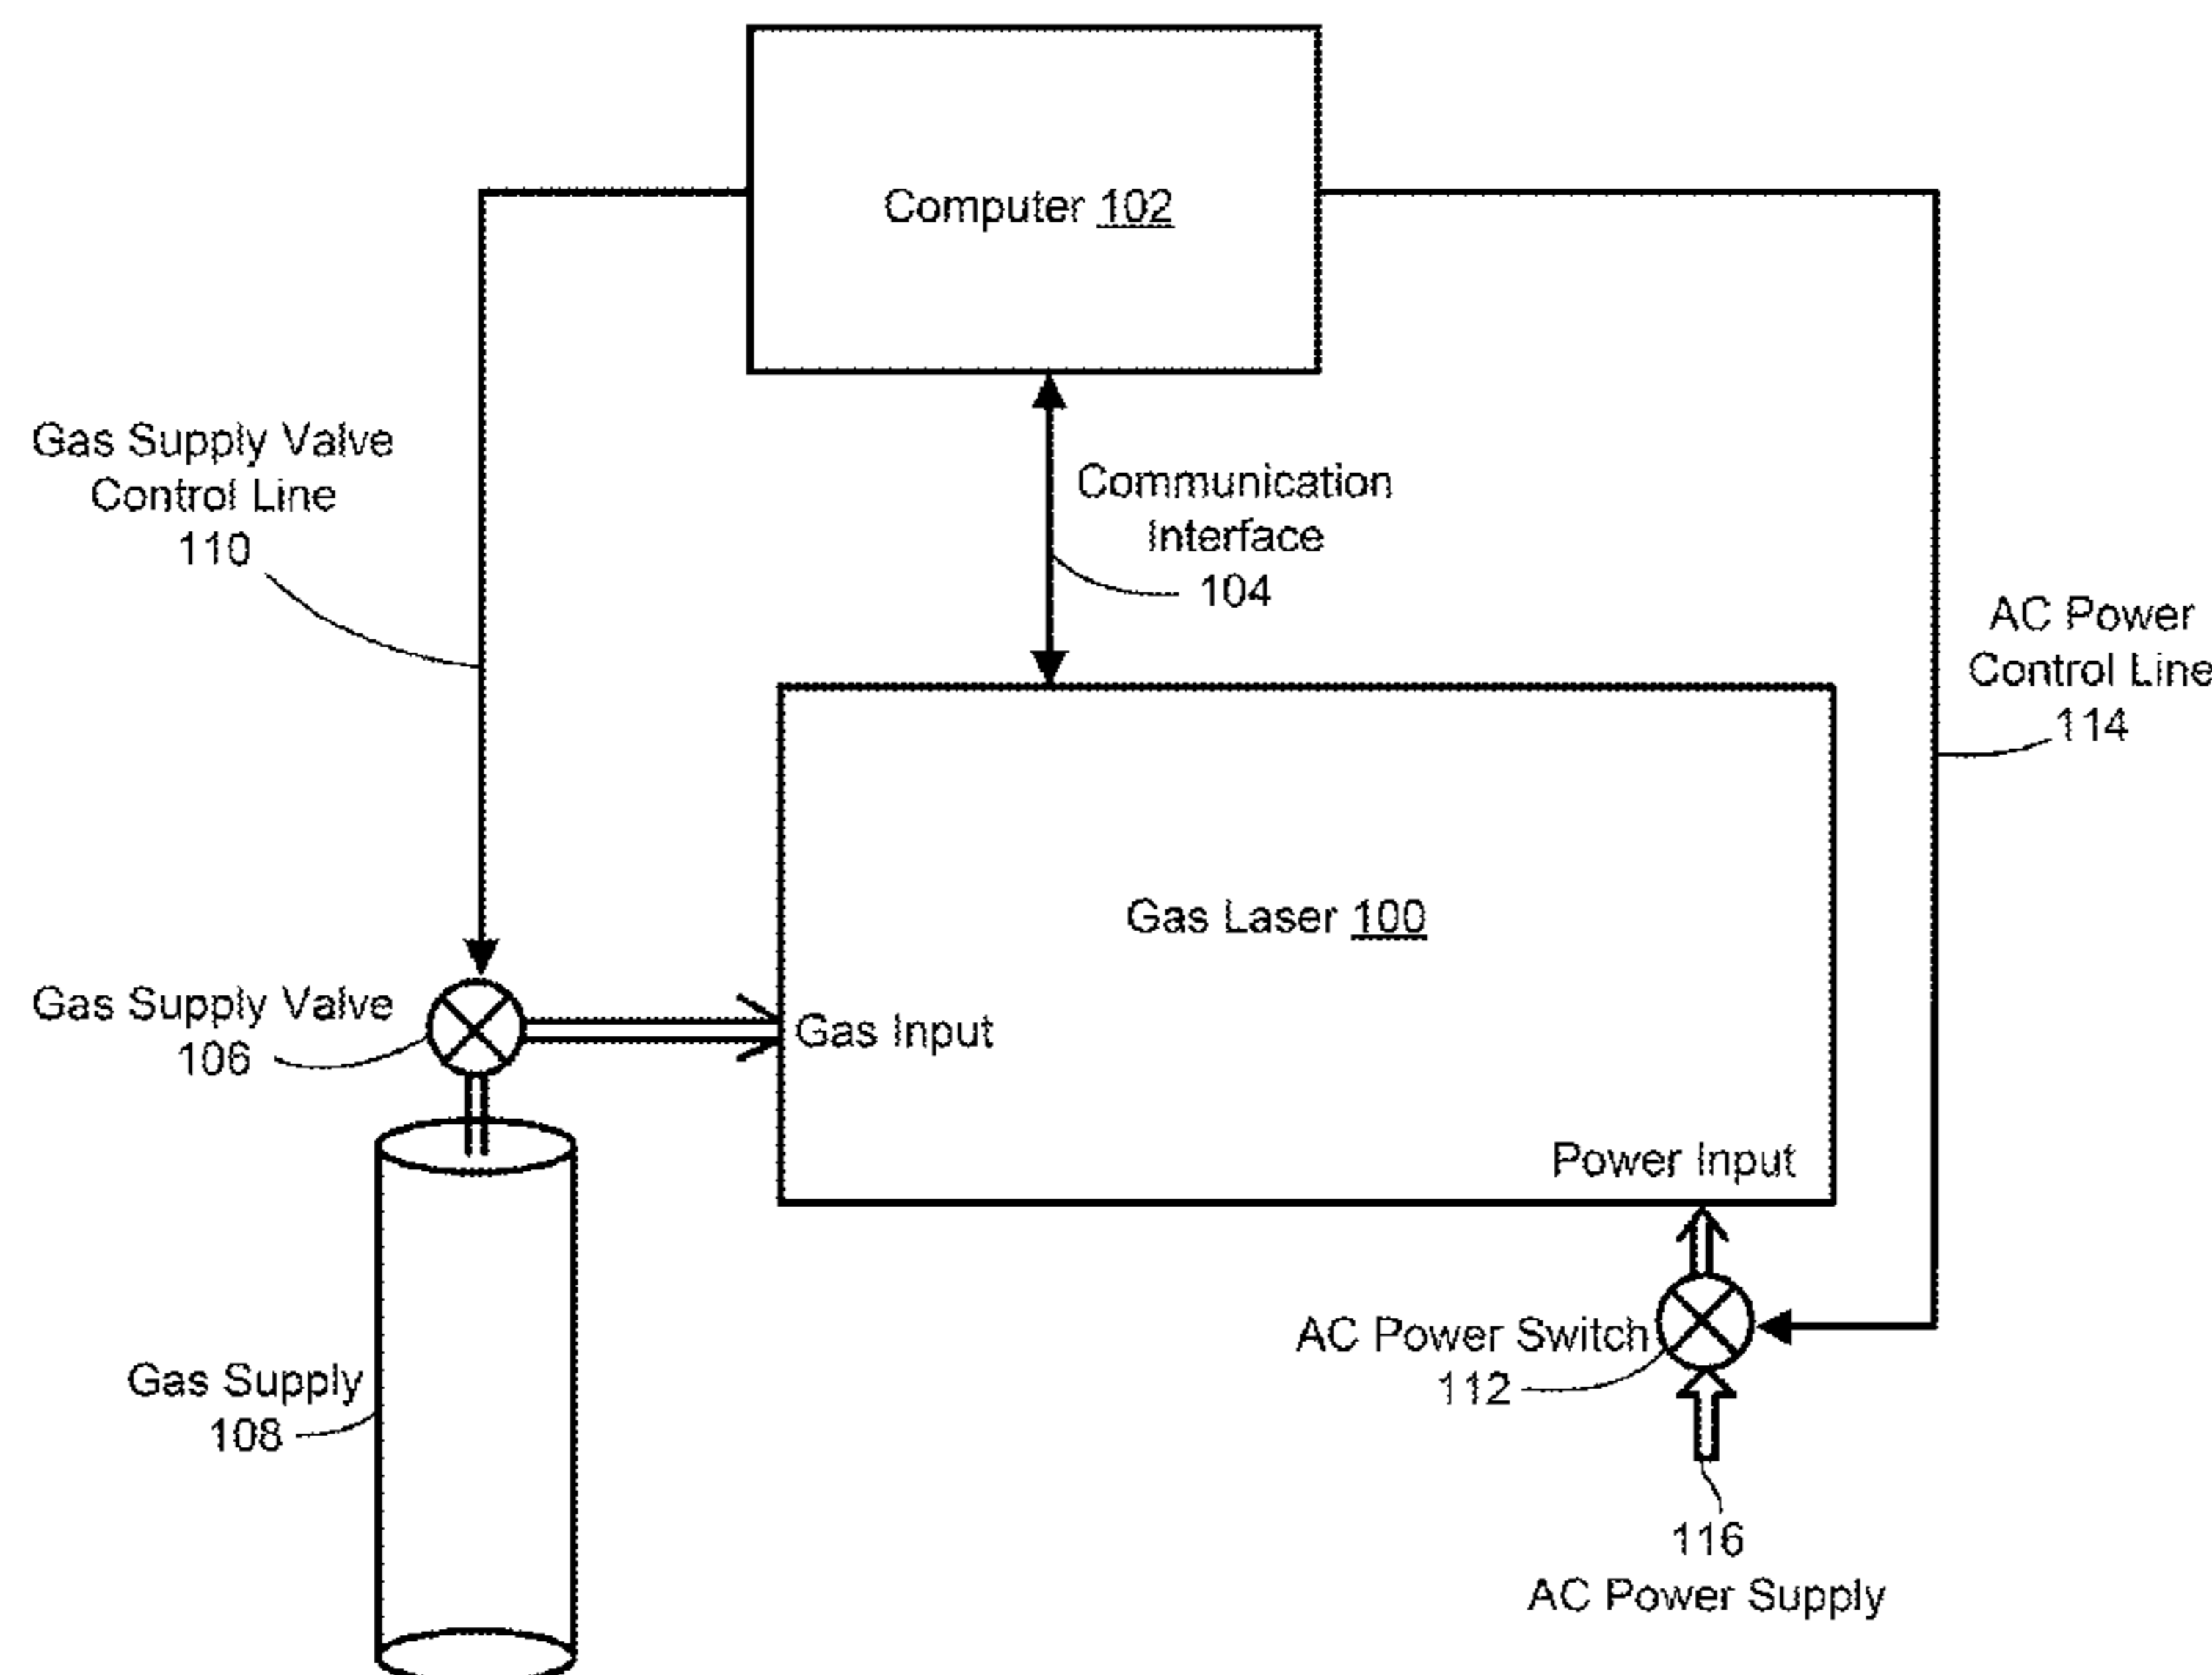 Computer 102
Gas Supply Valve
Control Line
110
Communication
Interface
104
AC Power
Control Line
114
Gas Laser 100
Gas Supply Valve
106
Gas Input
Power Input
AC Power Switch
112
Gas Supply
108
116
AC Power Supply